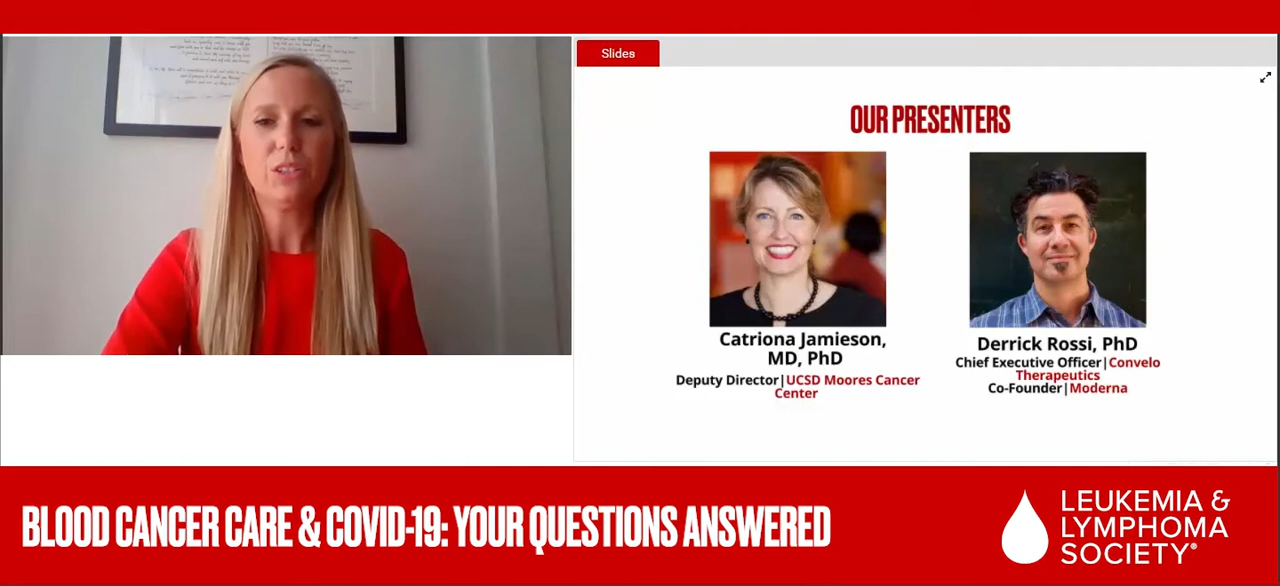 Slides
OUR PRESENTERS
Catriona Jamieson,
MD, PhD
Deputy Director|UCSD Moores Cancer
Center
Derrick Rossi, PhD
Chief Executive Officer|Convelo
Therapeutics
Co-Founder|Moderna
BLOOD CANCER CARE & COVID-19: YOUR QUESTIONS ANSWERED
LEUKEMIA &
LYMPHOMA
SOCIETY®